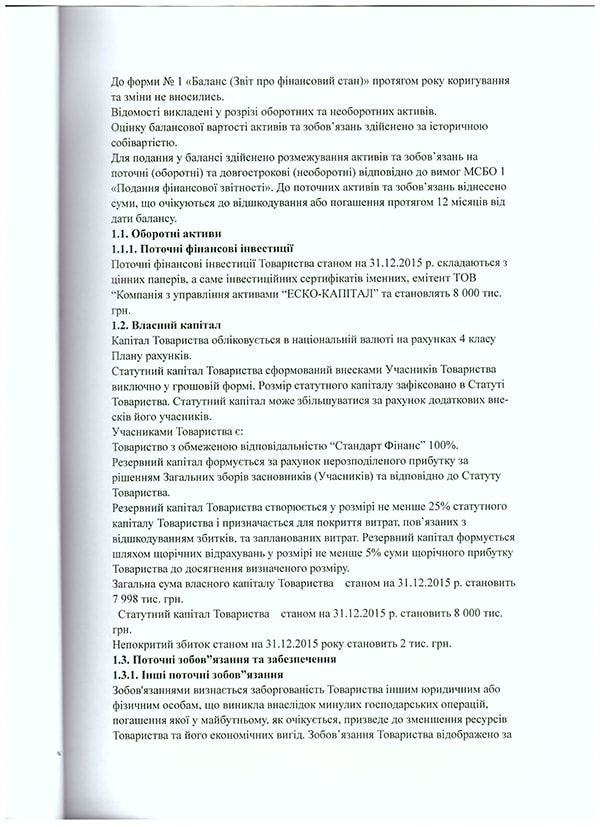 До форми № 1 «Баланс (Звіт про фінансовий стан)» протягом року коригування
та зміни не вносились.
Відомості викладені у розрізі оборотних та необоротних активів.
Оцінку балансової вартості активів та зобов’язань здійснено за історичною
собівартістю.
Для подання у балансі здійснено розмежування активів та зобов’язань на
поточні (оборотні) та довгострокові (необоротні) відповідно до вимог МСБО 1
«Подання фінансової звітності». До поточних активів та зобов’язань віднесено
суми, що очікуються до відшкодування або погашення протягом 12 місяців від
дати балансу.
1.1. Оборотні активи
1.1.1. Поточні фінансові інвестиції
Поточні фінансові інвестиції Товариства станом на 31.12.2015 р. складаються з
цінних паперів, а саме інвестиційних сертифікатів іменних, емітент ТОВ
“Компанія з управління активами “ЕСКО-КАПІТАЛ” та становлять 8 000 тис.
грн.
1.2. Власний капітал
Капітал Товариства обліковується в національній валюті на рахунках 4 класу
Плану рахунків.
Статутний капітал Товариства сформований внесками Учасників Товариства
виключно у грошовій формі. Розмір статутного капіталу зафіксовано в Статуті
Товариства. Статутний капітал може збільшуватися за рахунок додаткових вне-
сків його учасників.
Учасниками Товариства є:
Товариство з обмеженою відповідальністю “Стандарт Фінанс” 100%.
Резервний капітал формується за рахунок нерозподіленого прибутку за
рішенням Загальних зборів засновників (Учасників) та відповідно до Статуту
Товариства.
Резервний капітал Товариства створюється у розмірі не менше 25% статутного
капіталу Товариства і призначається для покриття витрат, пов’язаних з
відшкодуванням збитків, та запланованих витрат. Резервний капітал формується
шляхом щорічних відрахувань у розмірі не менше 5% суми щорічного прибутку
Товариства до досягнення визначеного розміру.
Загальна сума власного капіталу Товариства станом на 31.12.2015 р. становить
7 998 тис. грн.
Статутний капітал Товариства станом на 31.12.2015 р. становить 8 000 тис.
грн.
Непокритий збиток станом на 31.12.2015 року становить 2 тис. грн.
1.3. Поточні зобов”язання та забезпечення
1.3.1. Інші поточні зобов”язання
Зобов'язаннями визнається заборгованість Товариства іншим юридичним або
фізичним особам, що виникла внаслідок минулих господарських операцій,
погашення якої у майбутньому, як очікується, призведе до зменшення ресурсів
Товариства та його економічних вигід. Зобов’язання Товариства відображено за